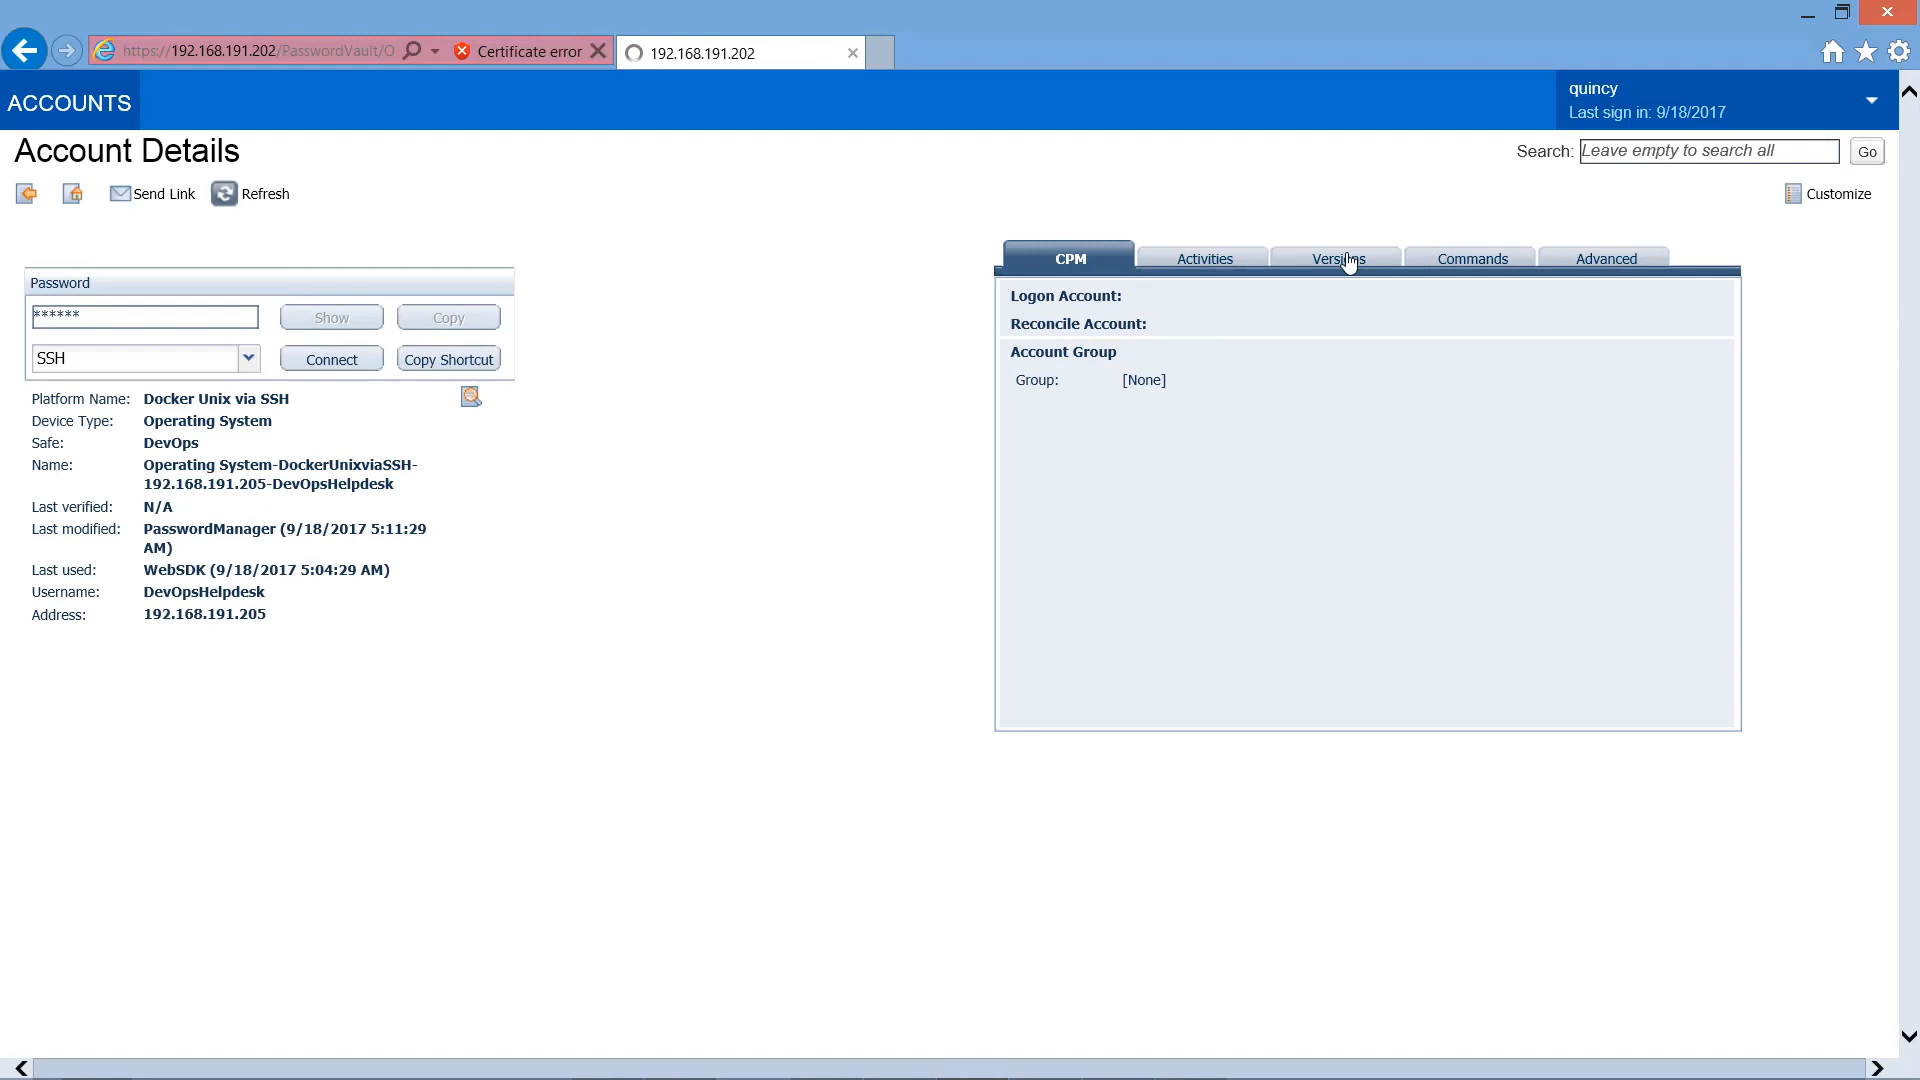 https://192.168.191.202/PasswordVault/O
Certificate error
192.168.191.202
ACCOUNTS
quincy
Last sign in: 9/18/2017
Account Details
Search: Leave empty to search all Go
Send Link Refresh
Customize
Password
****** Show Copy
SSH Connect Copy Shortcut
Platform Name: Docker Unix via SSH
Device Type: Operating System
Safe: DevOps
Name: Operating System-DockerUnixviaSSH-
192.168.191.205-DevOpsHelpdesk
Last verified: N/A
Last modified: PasswordManager (9/18/2017 5:11:29
AM)
Last used: WebSDK (9/18/2017 5:04:29 AM)
Username: DevOpsHelpdesk
Address: 192.168.191.205
CPM Activities Versions Commands Advanced
Logon Account:
Reconcile Account:
Account Group
Group: [None]